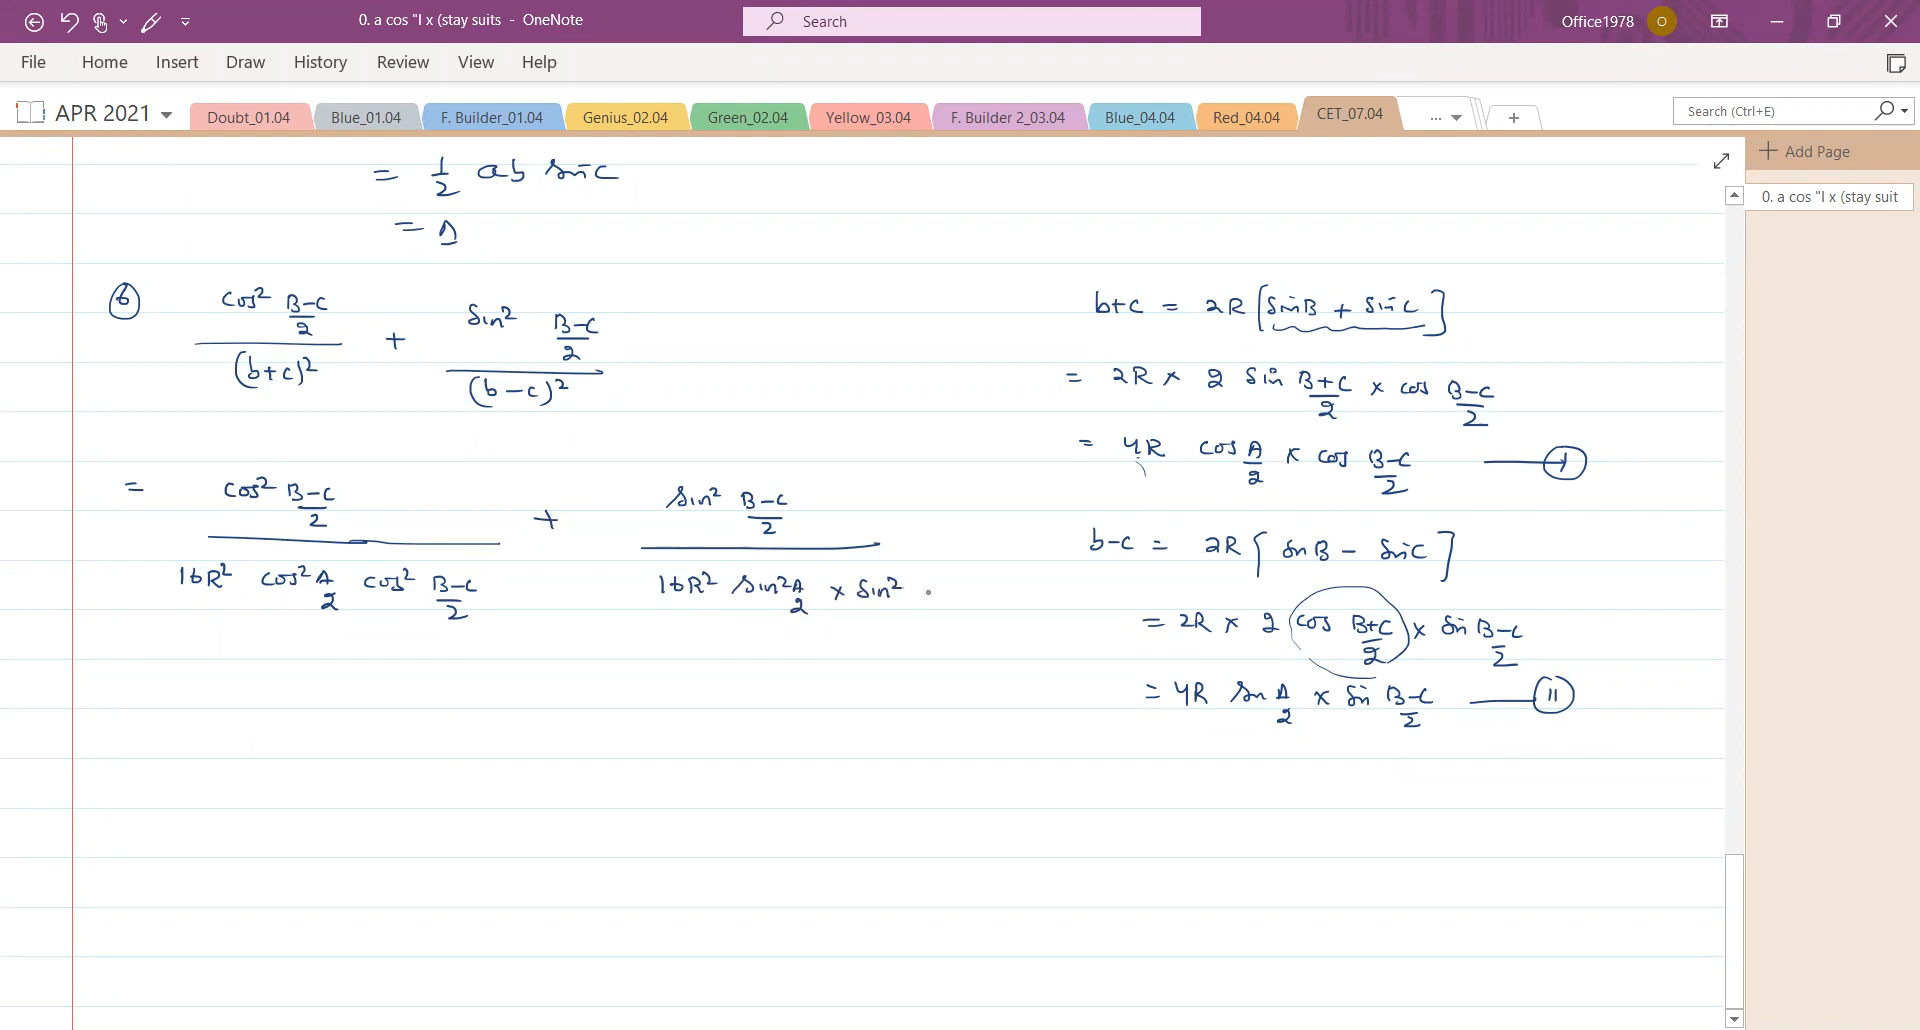 0. a cos "I x (stay suits - OneNote
Search
Office1978 O
File Home Insert Draw History Review View Help
APR 2021
Doubt_01.04 Blue_01.04 F. Builder_01.04 Genius_02.04 Green_02.04 Yellow_03.04 F. Builder 2_03.04 Blue_04.04 Red_04.04 CET_07.04 ... +
Search (Ctrl+E)
Add Page
0. a cos "I x (stay suit
= 1/2 ab sin C
= Δ
⑥ cos² (B-C)/2 / (b+c)² + sin² (B-C)/2 / (b-c)²
= cos² (B-C)/2 / 16R² cos² A/2 cos² (B-C)/2 + sin² (B-C)/2 / 16R² sin² A/2 × sin²
b+c = 2R [sinB + sinC]
= 2R × 2 sin (B+C)/2 × cos (B-C)/2
= 4R cos A/2 × cos (B-C)/2 — I
b-c = 2R [sinB - sinC]
= 2R × 2 cos (B+C)/2 × sin (B-C)/2
= 4R sin A/2 × sin (B-C)/2 — II